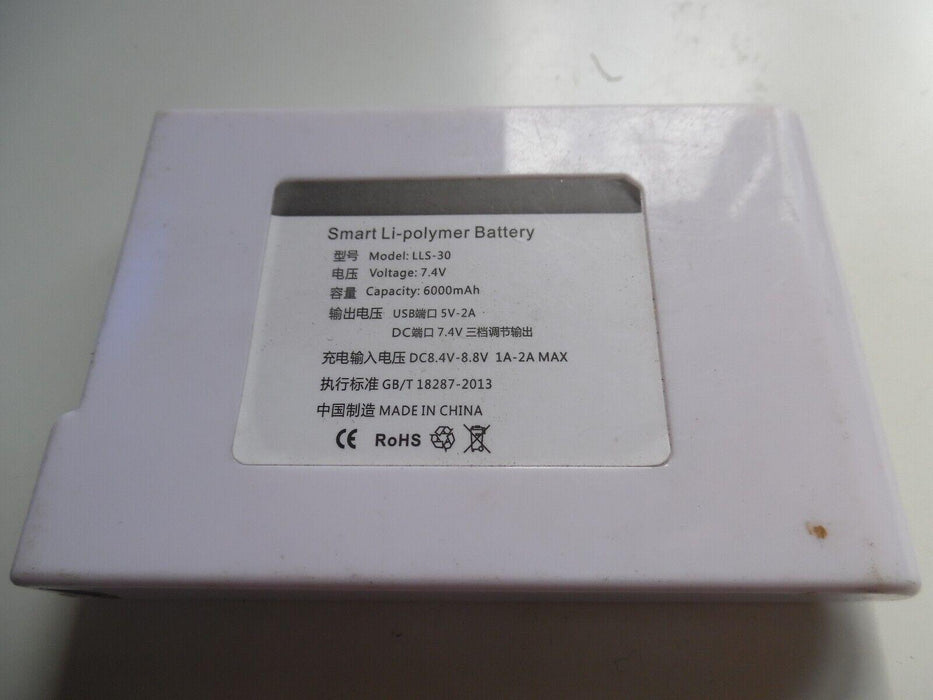 Smart Li-polymer Battery
型号 Model: LLS-30
电压 Voltage: 7.4V
容量 Capacity: 6000mAh
输出电压 USB端口 5V-2A
DC端口 7.4V 三档调节输出
充电输入电压 DC8.4V-8.8V 1A-2A MAX
执行标准 GB/T 18287-2013
中国制造 MADE IN CHINA
CE RoHS